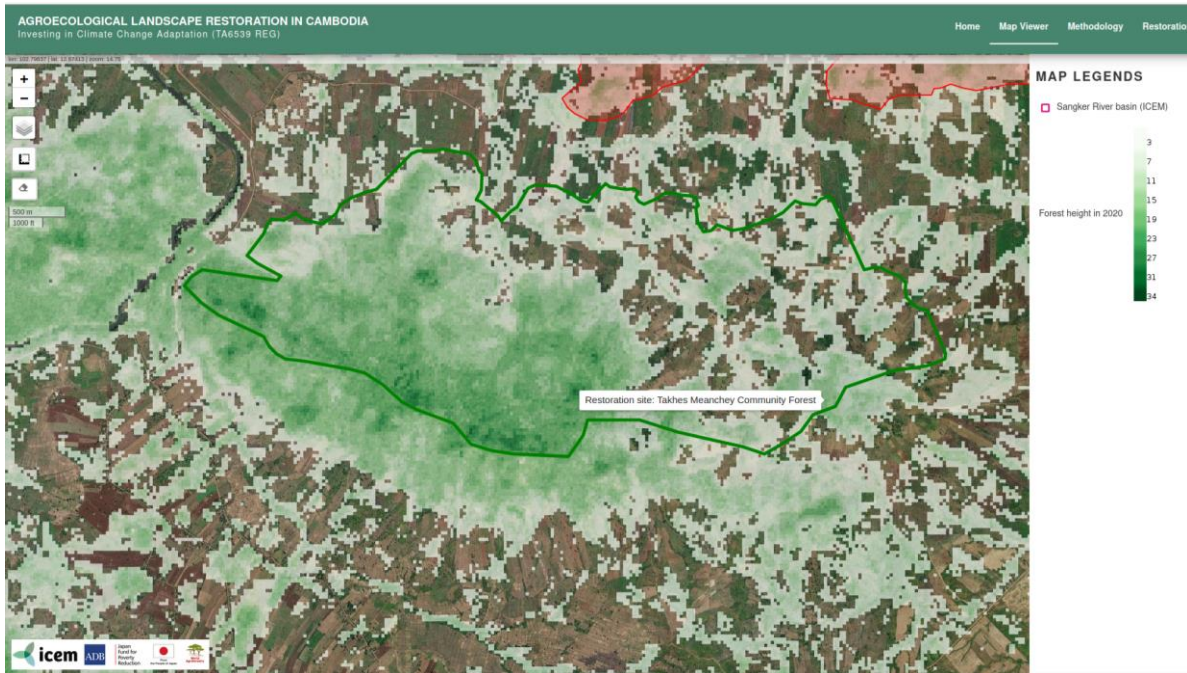 AGROECOLOGICAL LANDSCAPE RESTORATION IN CAMBODIA
Investing in Climate Change Adaptation (TA6539 REG)
Home Map Viewer Methodology Restoratio
MAP LEGENDS
Sangker River basin (ICEM)
3
7
11
15
19
Forest height in 2020
23
27
31
34
+
−
500 m
1000 ft
Restoration site: Takhes Meanchey Community Forest
icem
ADB
Japan
Fund for
Poverty
Reduction